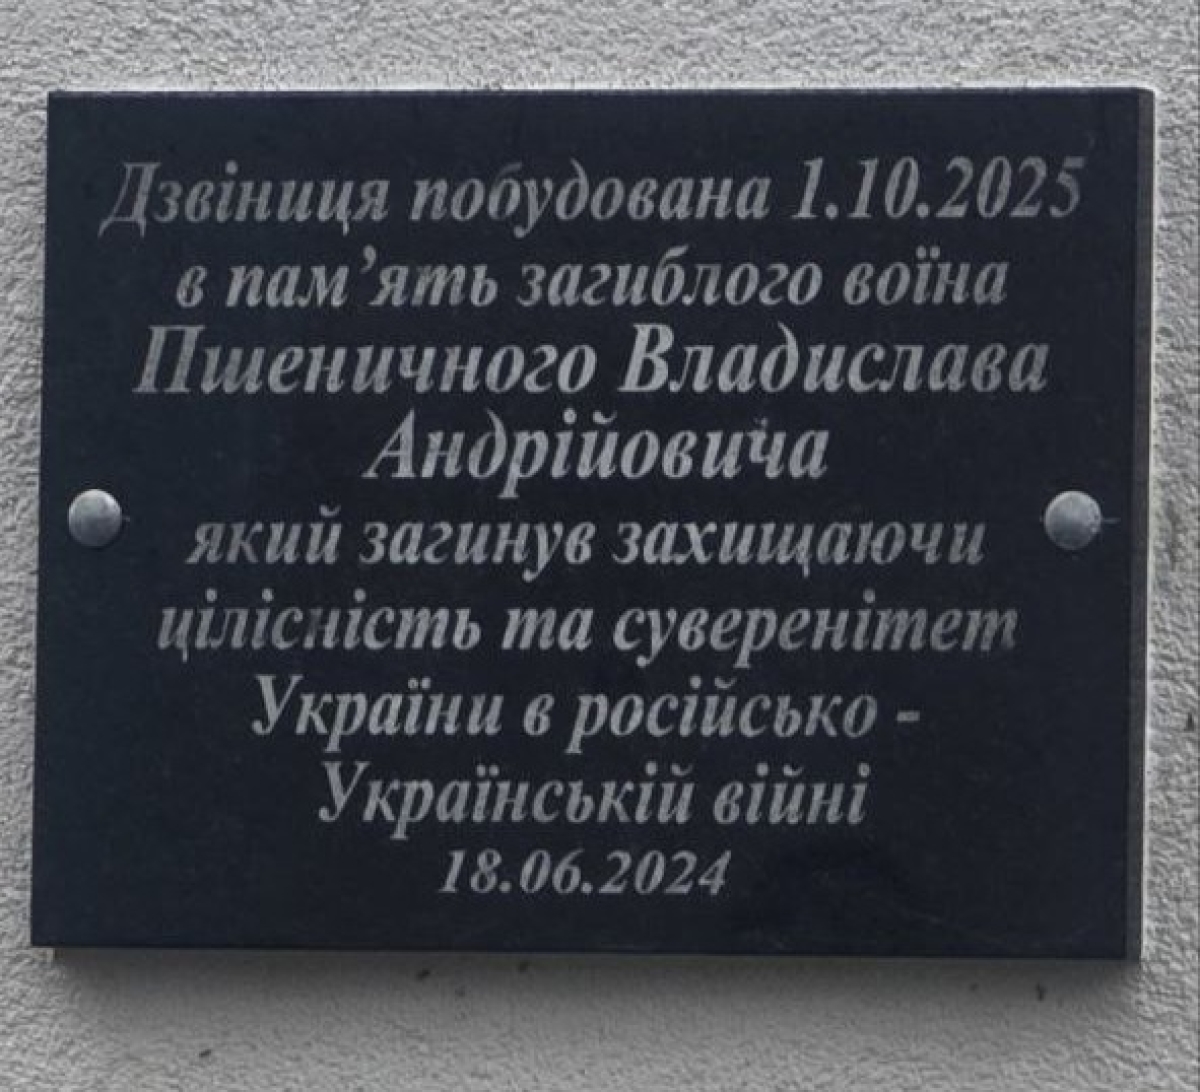 Дзвіниця побудована 1.10.2025
в пам’ять загиблого воїна
Пшеничного Владислава
Андрійовича
який загинув захищаючи
цілісність та суверенітет
України в російсько -
Українській війні
18.06.2024